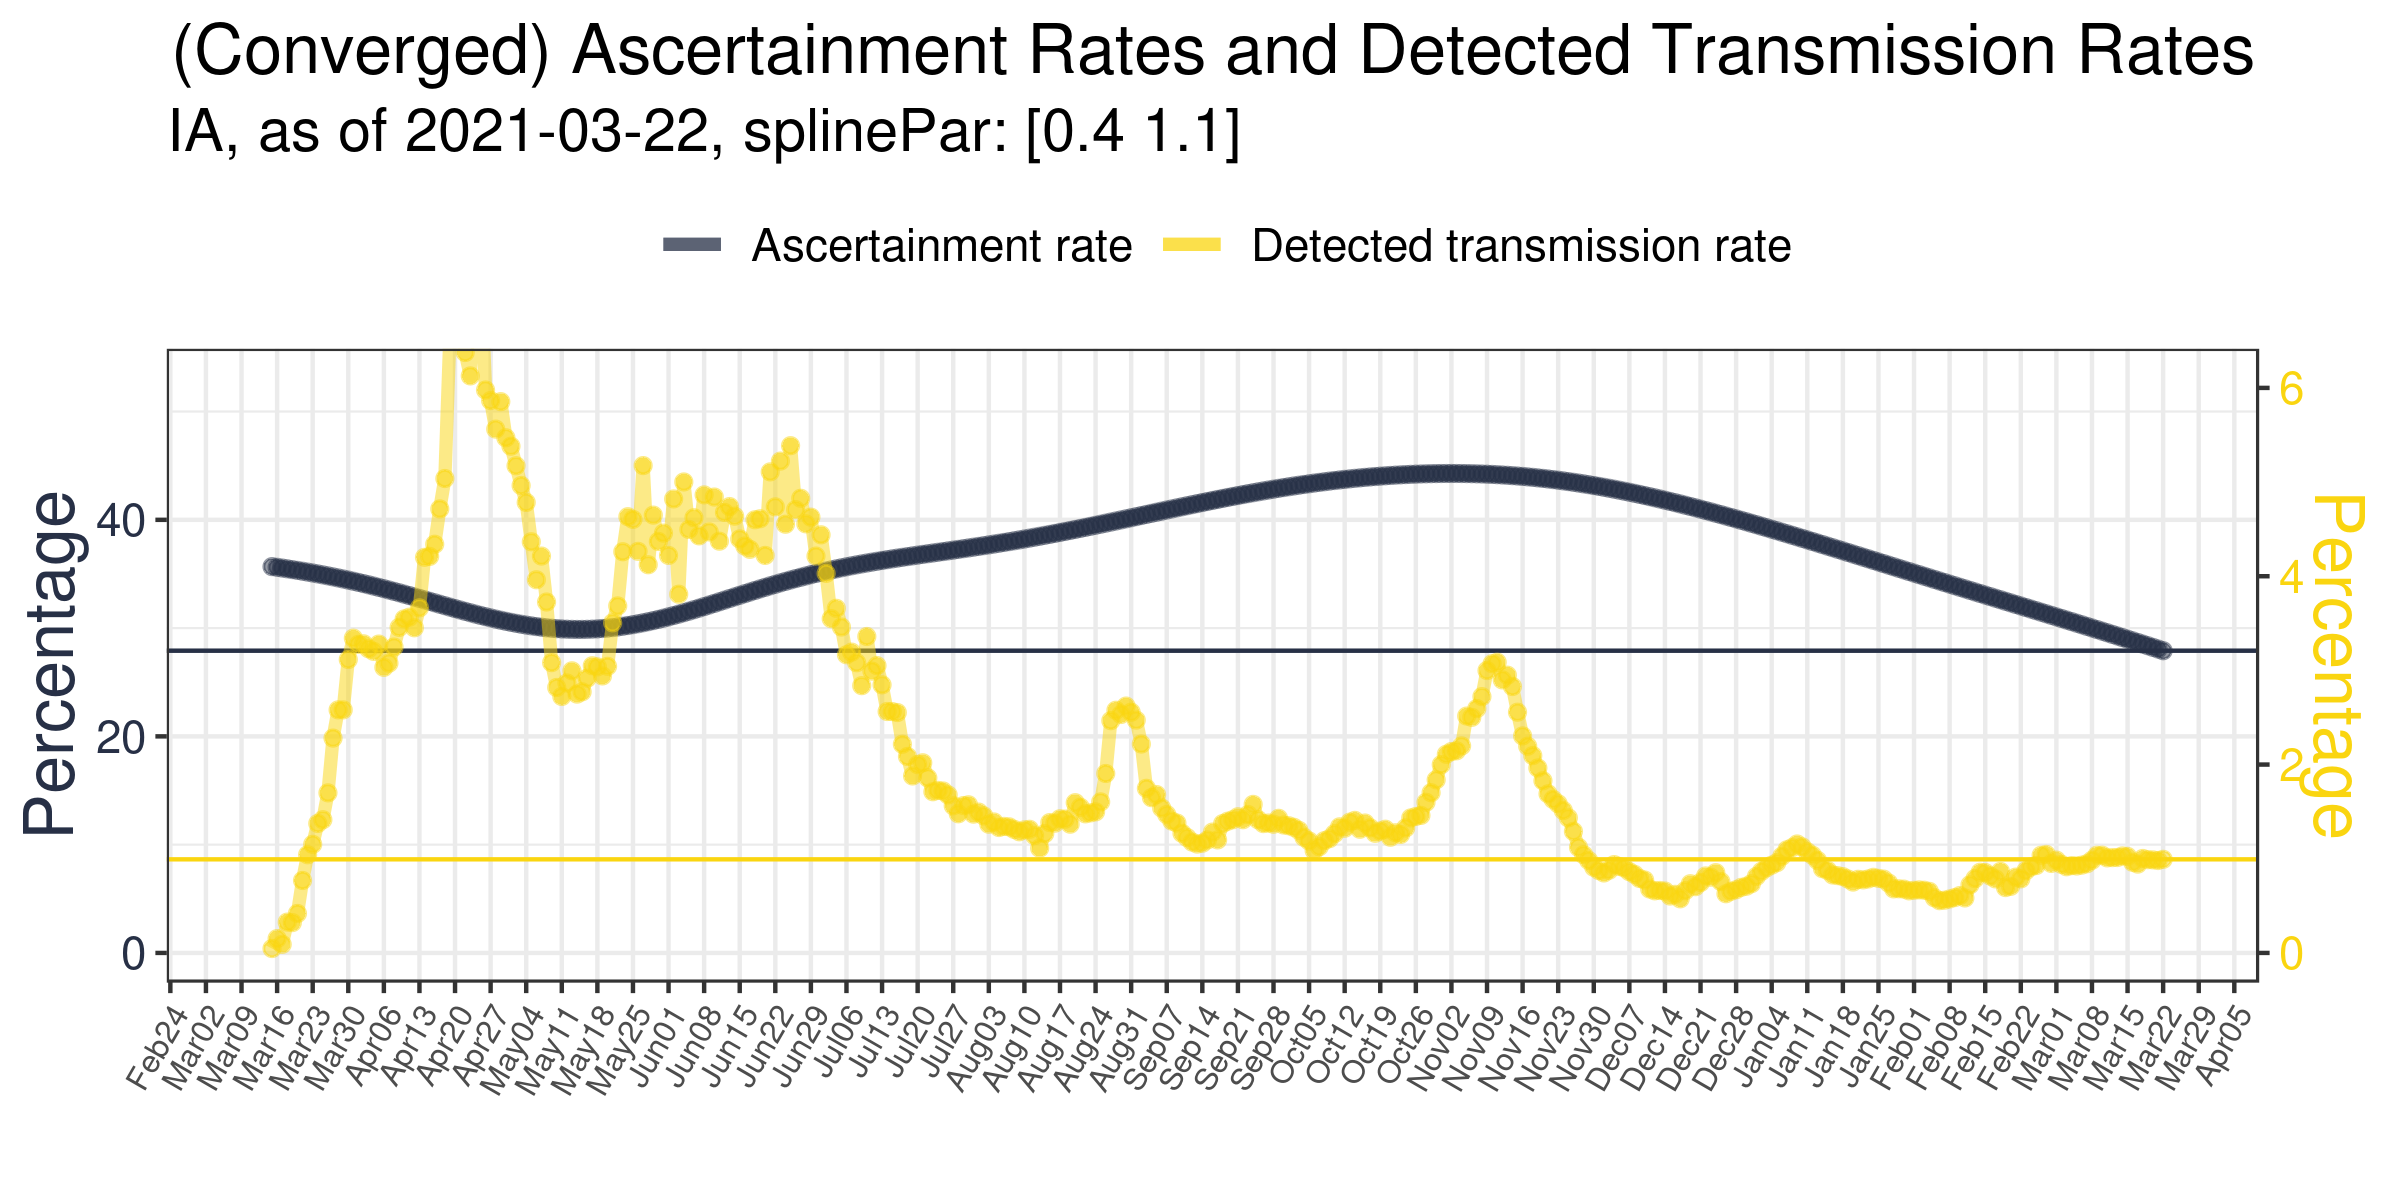 (Converged) Ascertainment Rates and Detected Transmission Rates
IA, as of 2021-03-22, splinePar: [0.4 1.1]
Ascertainment rate Detected transmission rate
Percentage
40
20
0
6
4
2
0
Percentage
Feb24 Mar02 Mar09 Mar16 Mar23 Mar30 Apr06 Apr13 Apr20 Apr27 May04 May11 May18 May25 Jun01 Jun08 Jun15 Jun22 Jun29 Jul06 Jul13 Jul20 Jul27 Aug03 Aug10 Aug17 Aug24 Aug31 Sep07 Sep14 Sep21 Sep28 Oct05 Oct12 Oct19 Oct26 Nov02 Nov09 Nov16 Nov23 Nov30 Dec07 Dec14 Dec21 Dec28 Jan04 Jan11 Jan18 Jan25 Feb01 Feb08 Feb15 Feb22 Mar01 Mar08 Mar15 Mar22 Mar29 Apr05